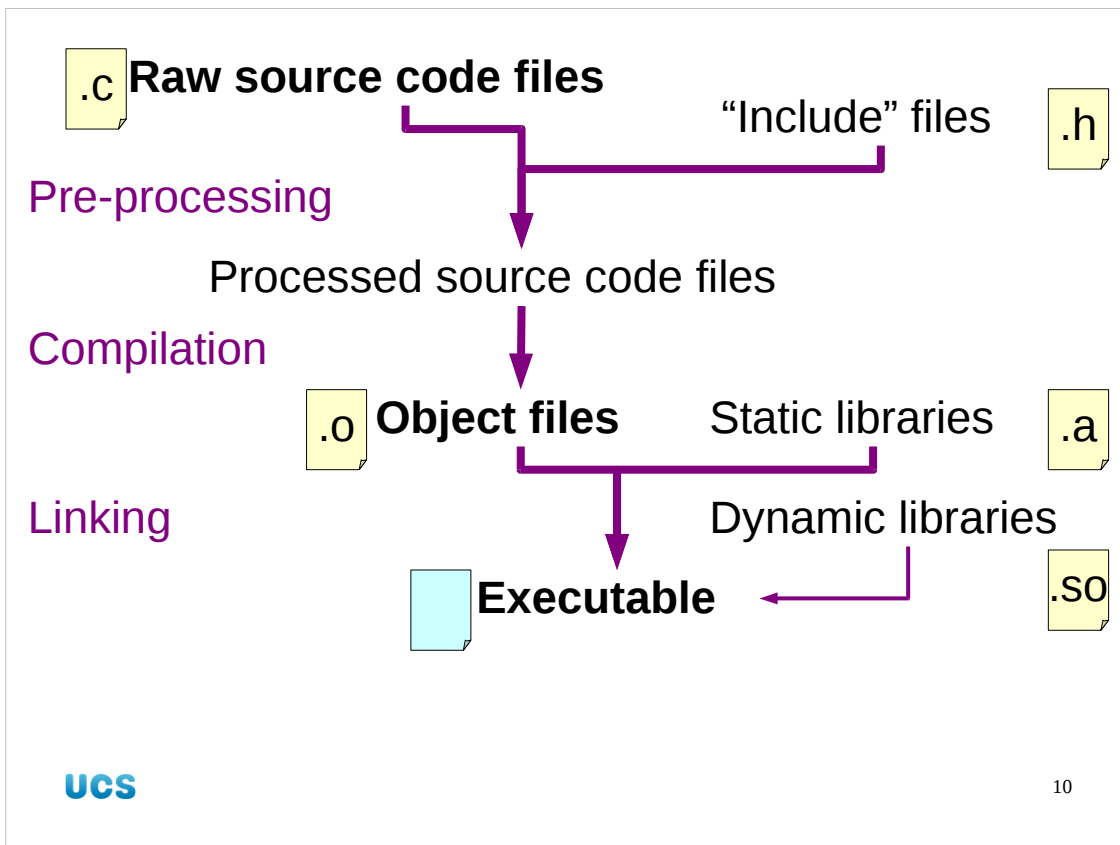 .c Raw source code files
“Include” files .h
Pre-processing
Processed source code files
Compilation
.o Object files
Static libraries .a
Linking
Dynamic libraries
.so
Executable
UCS
10